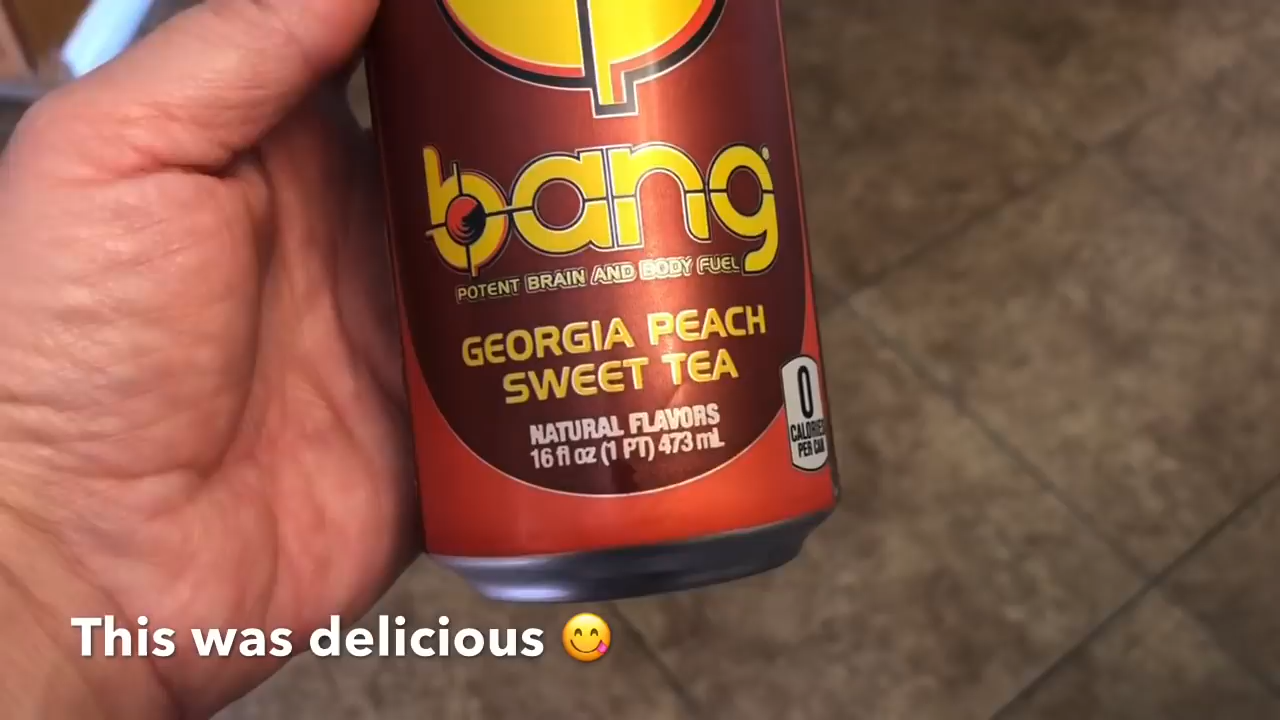 bang®
POTENT BRAIN AND BODY FUEL
GEORGIA PEACH
SWEET TEA
NATURAL FLAVORS
16 fl oz (1 PT) 473 mL
0
CALORIES
PER CAN
This was delicious 😋